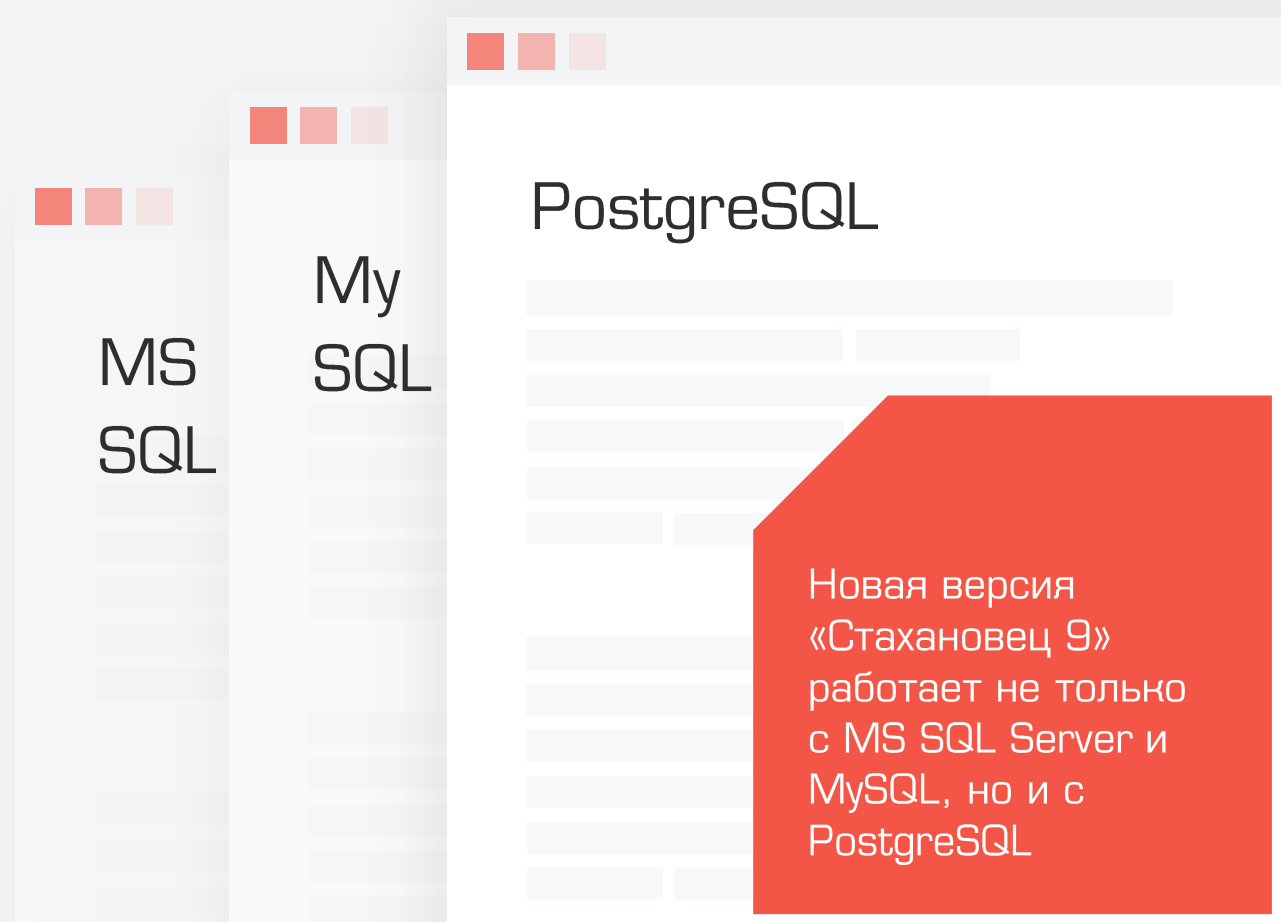 PostgreSQL
My
SQL
MS
SQL
Новая версия
«Стахановец 9»
работает не только
с MS SQL Server и
MySQL, но и с
PostgreSQL